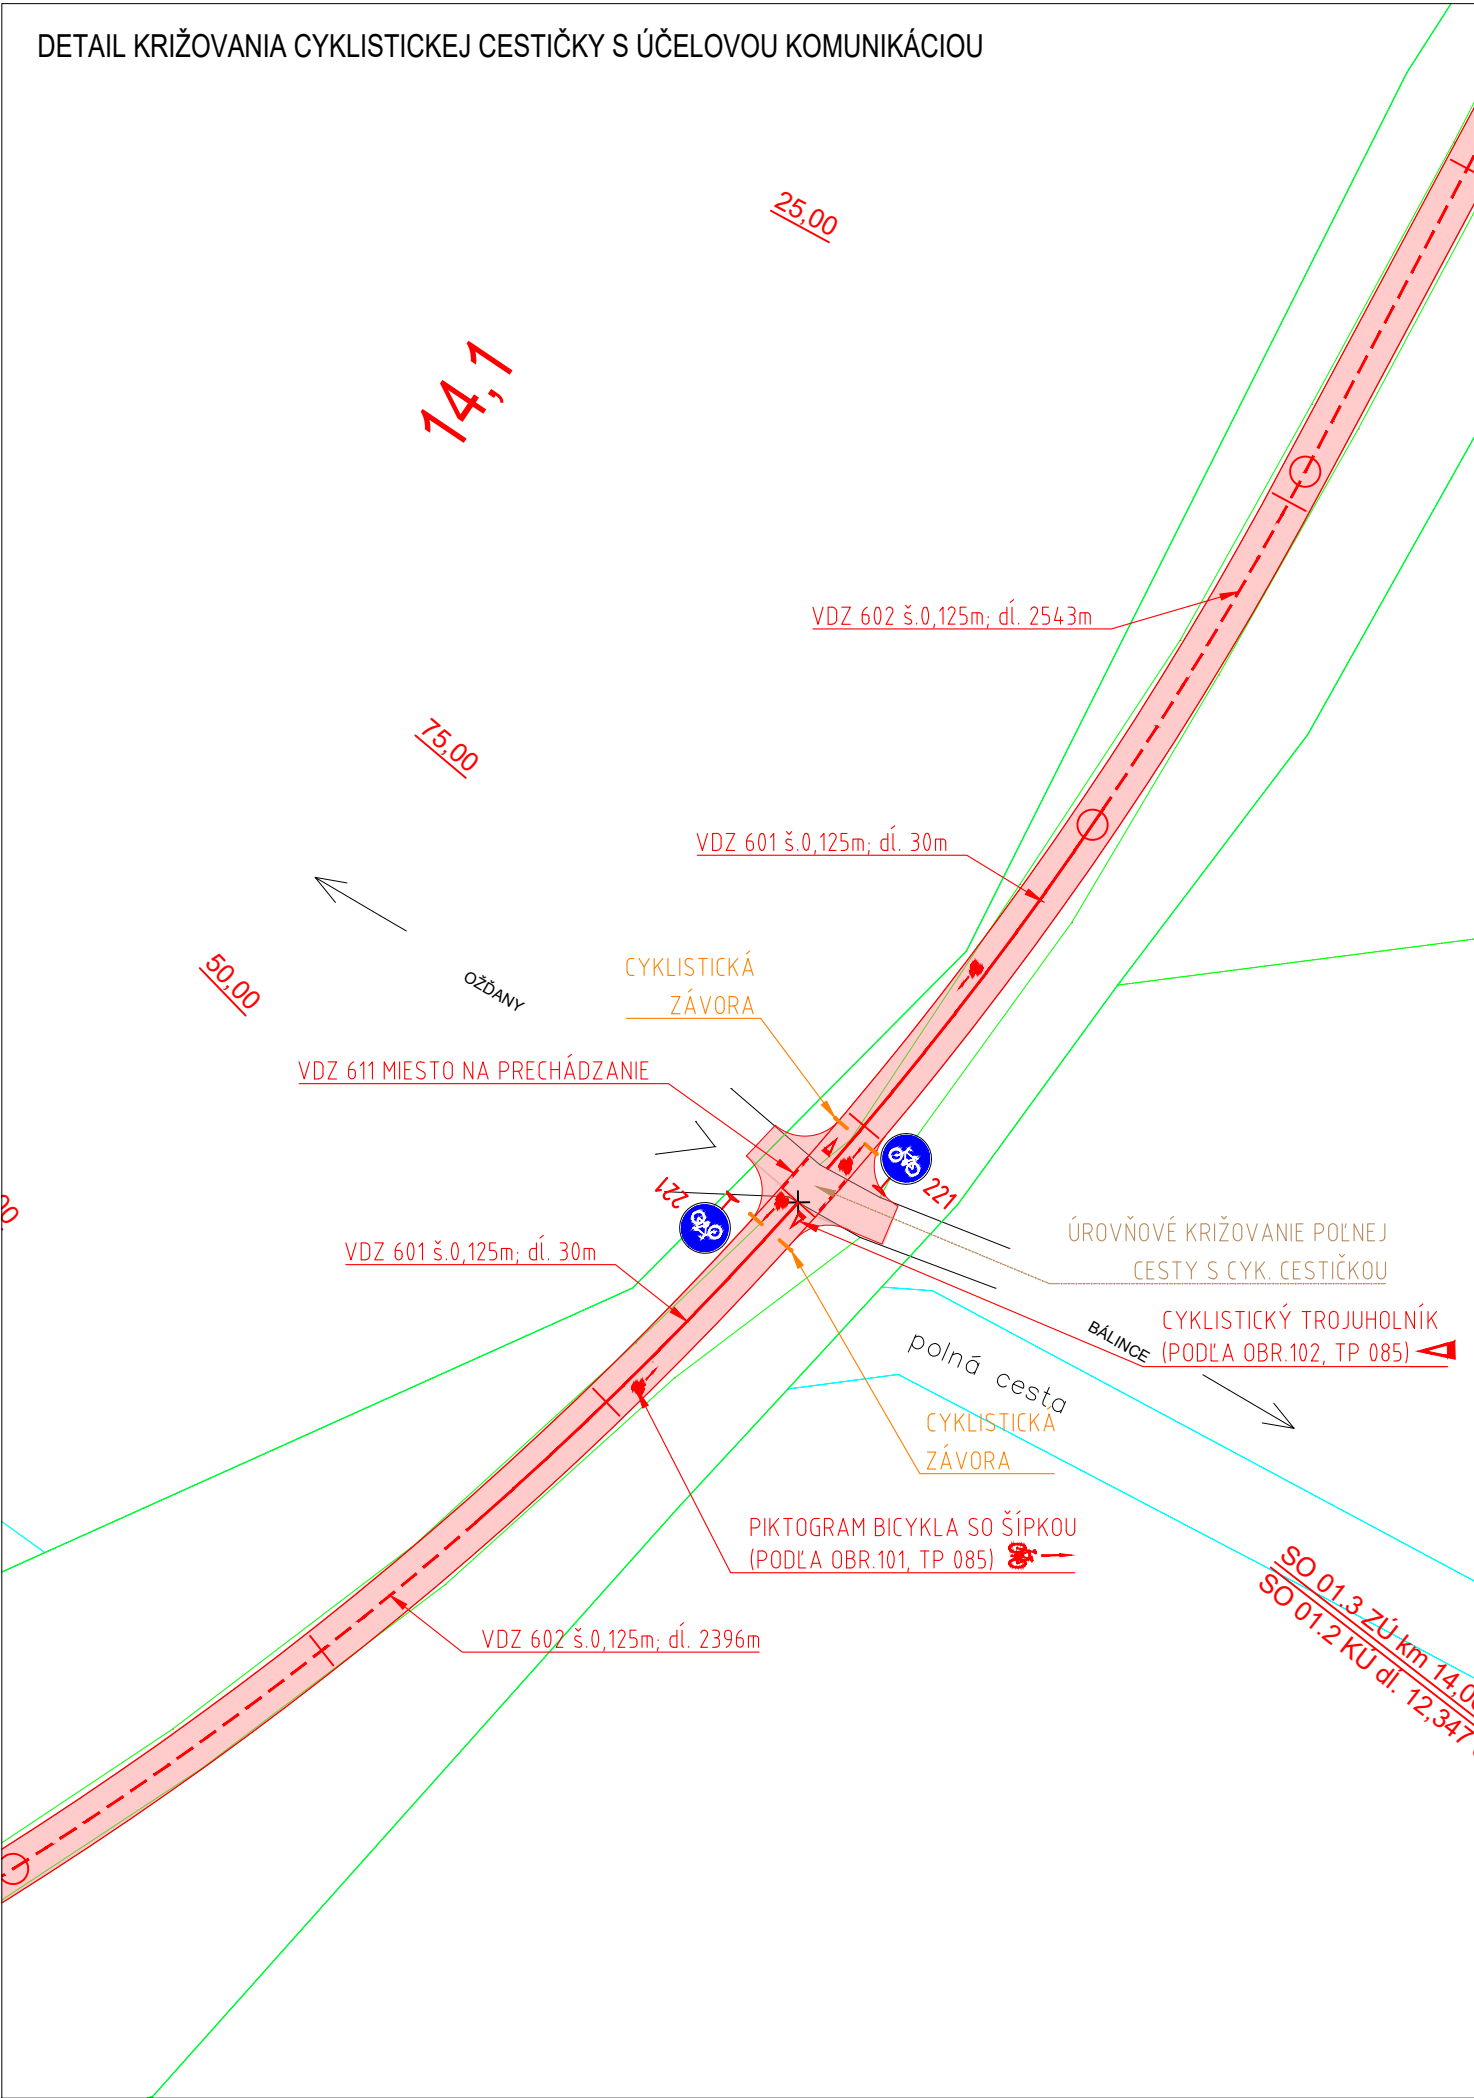 DETAIL KRIŽOVANIA CYKLISTICKEJ CESTIČKY S ÚČELOVOU KOMUNIKÁCIOU
25,00
14,1
VDZ 602 š.0,125m; dĺ. 2543m
75,00
VDZ 601 š.0,125m; dĺ. 30m
50,00
OŽĎANY
CYKLISTICKÁ
ZÁVORA
VDZ 611 MIESTO NA PRECHÁDZANIE
221
221
VDZ 601 š.0,125m; dĺ. 30m
ÚROVŇOVÉ KRIŽOVANIE POĽNEJ
CESTY S CYK. CESTIČKOU
CYKLISTICKÝ TROJUHOLNÍK
(PODĽA OBR.102, TP 085)
BÁLINCE
polná cesta
CYKLISTICKÁ
ZÁVORA
PIKTOGRAM BICYKLA SO ŠÍPKOU
(PODĽA OBR.101, TP 085)
VDZ 602 š.0,125m; dĺ. 2396m
SO 01.3 ZÚ km 14,0
SO 01.2 KÚ dĺ. 12,347